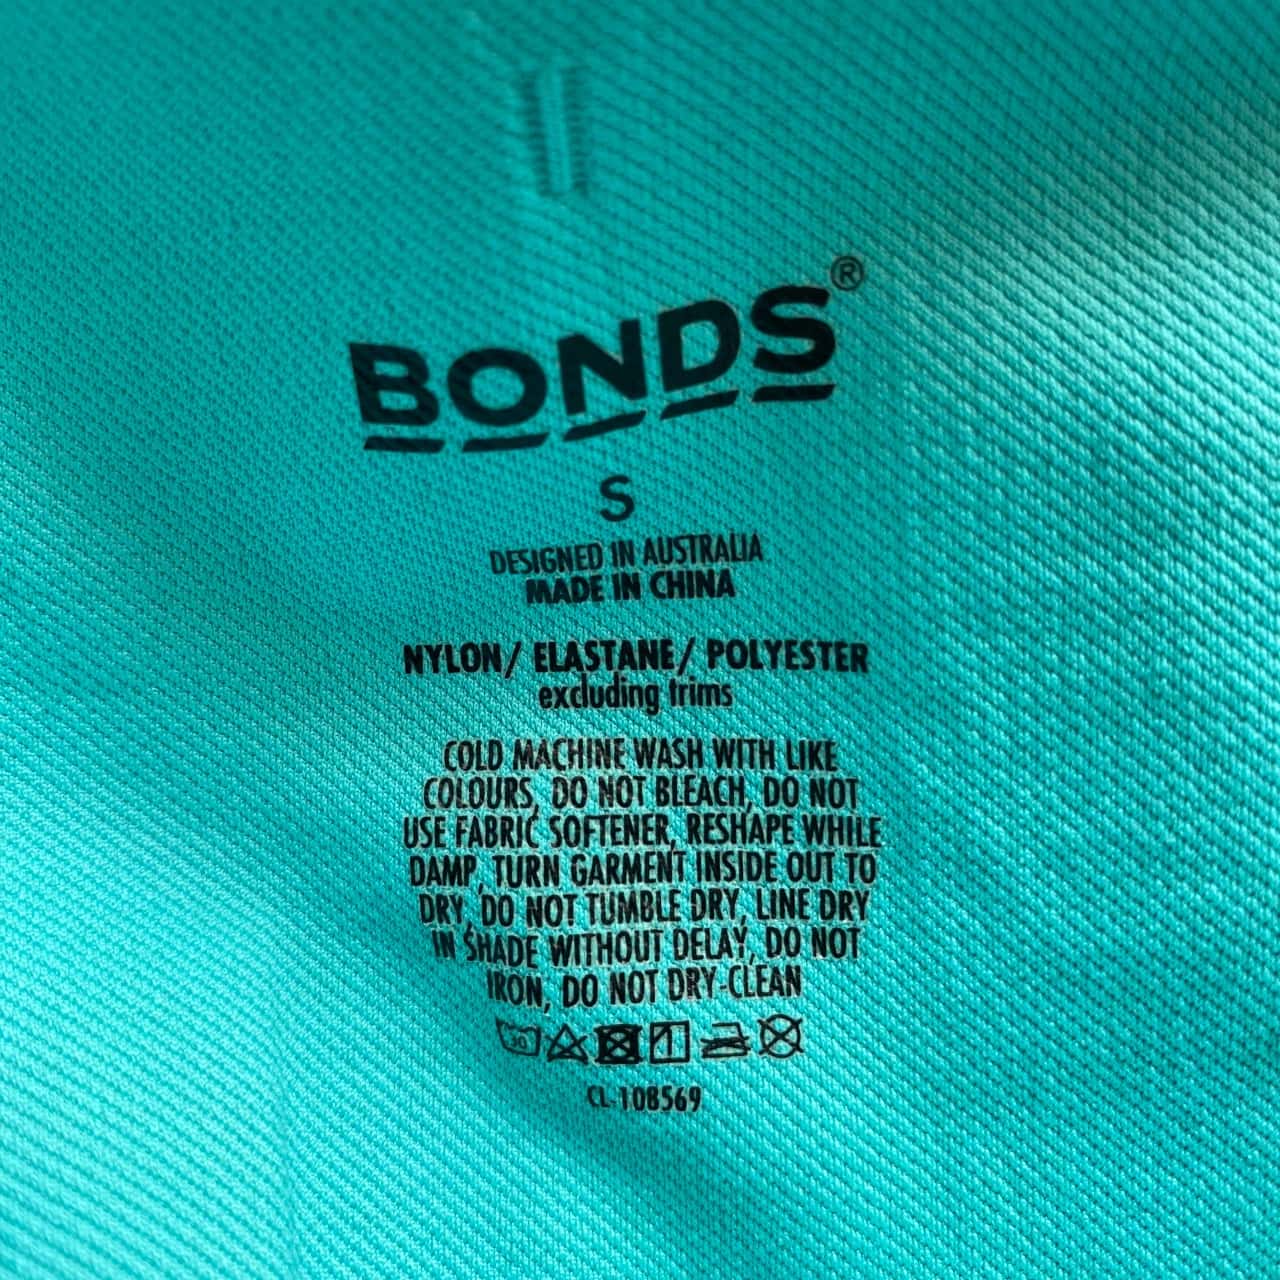 BONDS®
S
DESIGNED IN AUSTRALIA
MADE IN CHINA
NYLON/ ELASTANE/ POLYESTER
excluding trims
COLD MACHINE WASH WITH LIKE
COLOURS, DO NOT BLEACH, DO NOT
USE FABRIC SOFTENER, RESHAPE WHILE
DAMP, TURN GARMENT INSIDE OUT TO
DRY, DO NOT TUMBLE DRY, LINE DRY
IN SHADE WITHOUT DELAY, DO NOT
IRON, DO NOT DRY-CLEAN
30
CL-108569